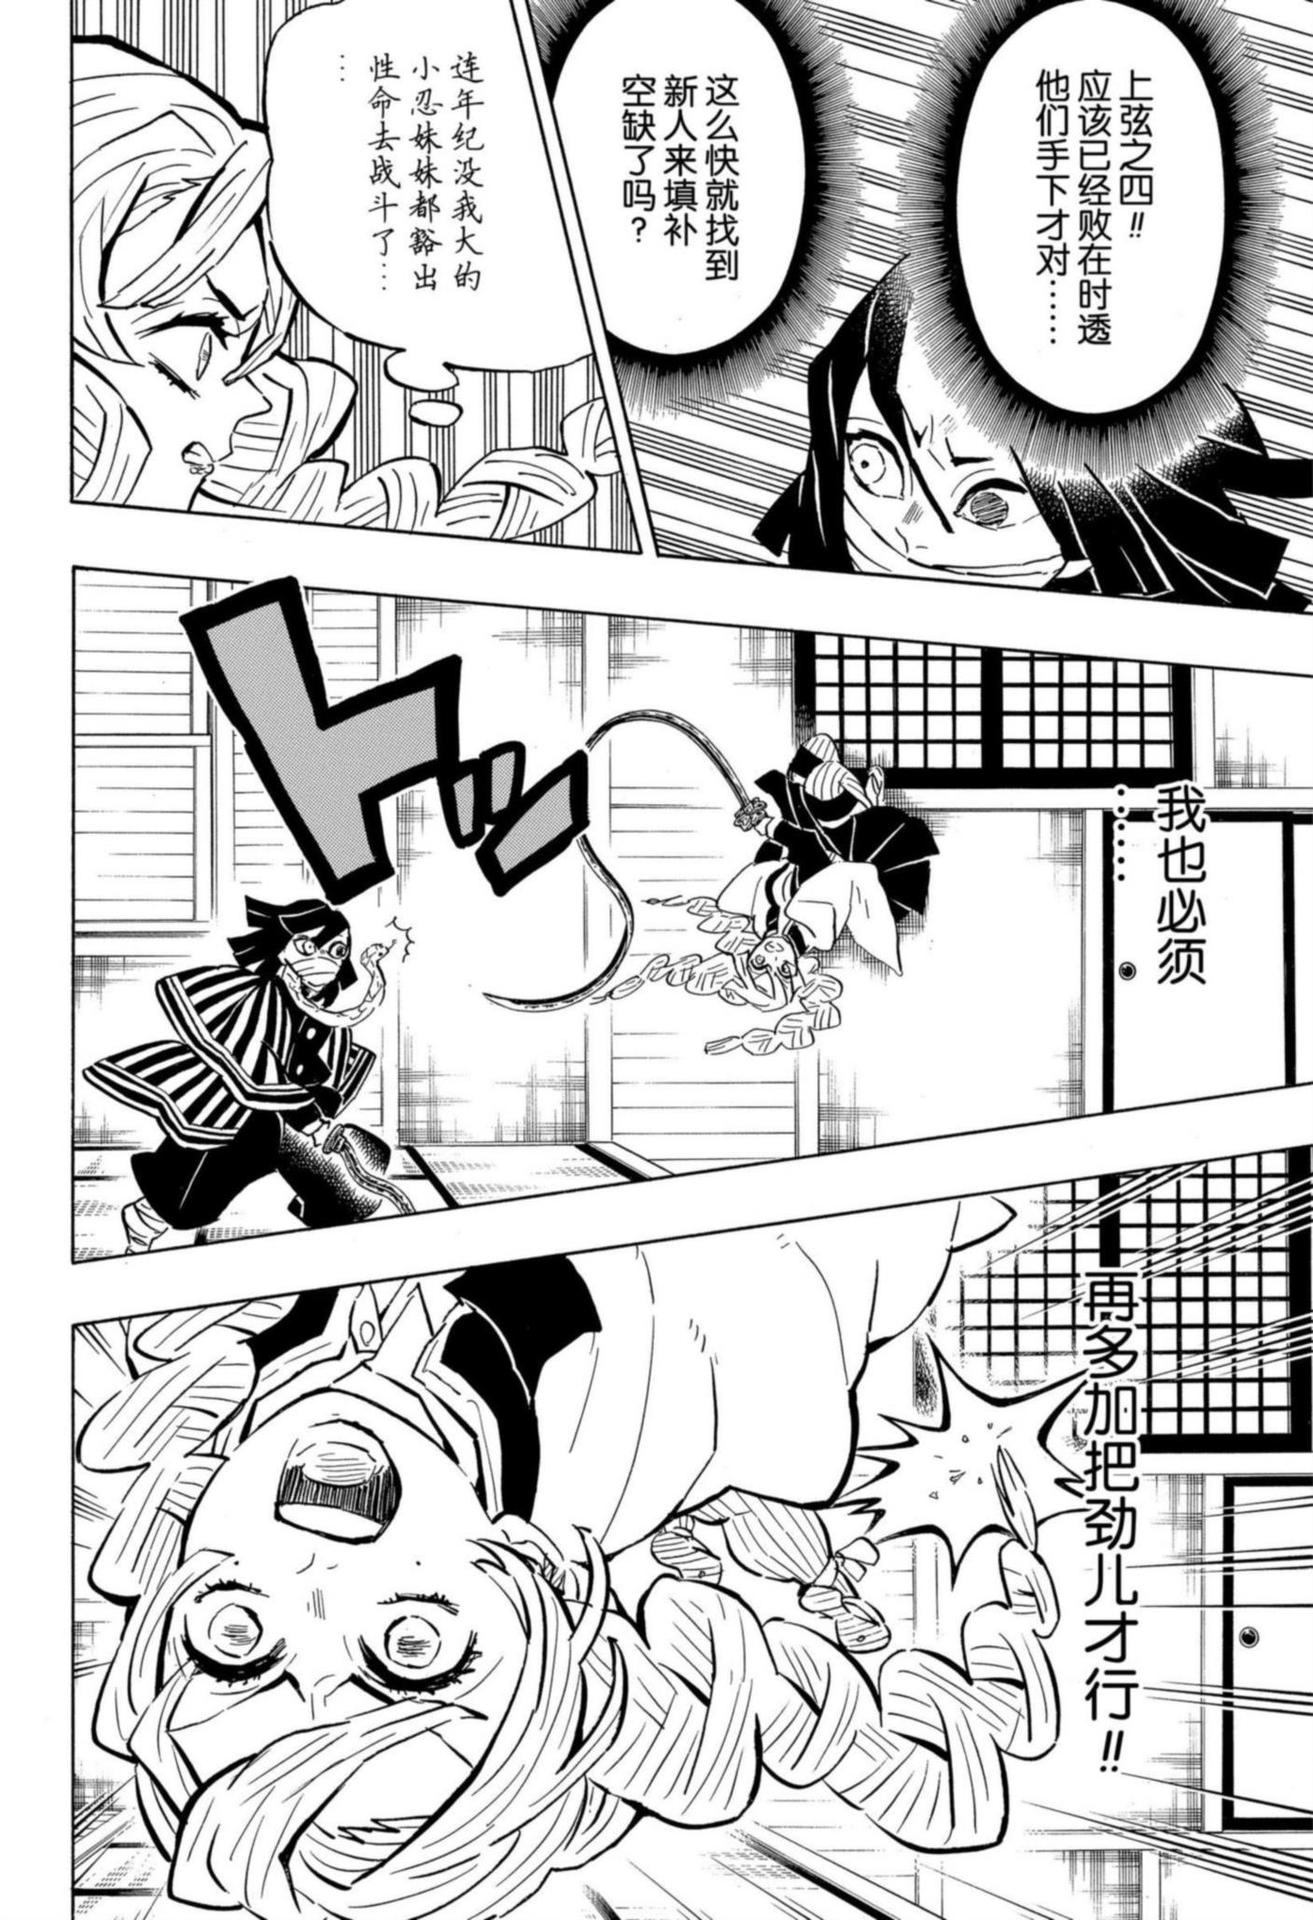 上弦之四!!
应该已经败在时透
他们手下才对……
这么快就找到
新人来填补
空缺了吗？
连年纪没我大的
小忍妹妹都豁出
性命去战斗了…
…
我也必须
……
ドッ
再多加把劲儿才行!!